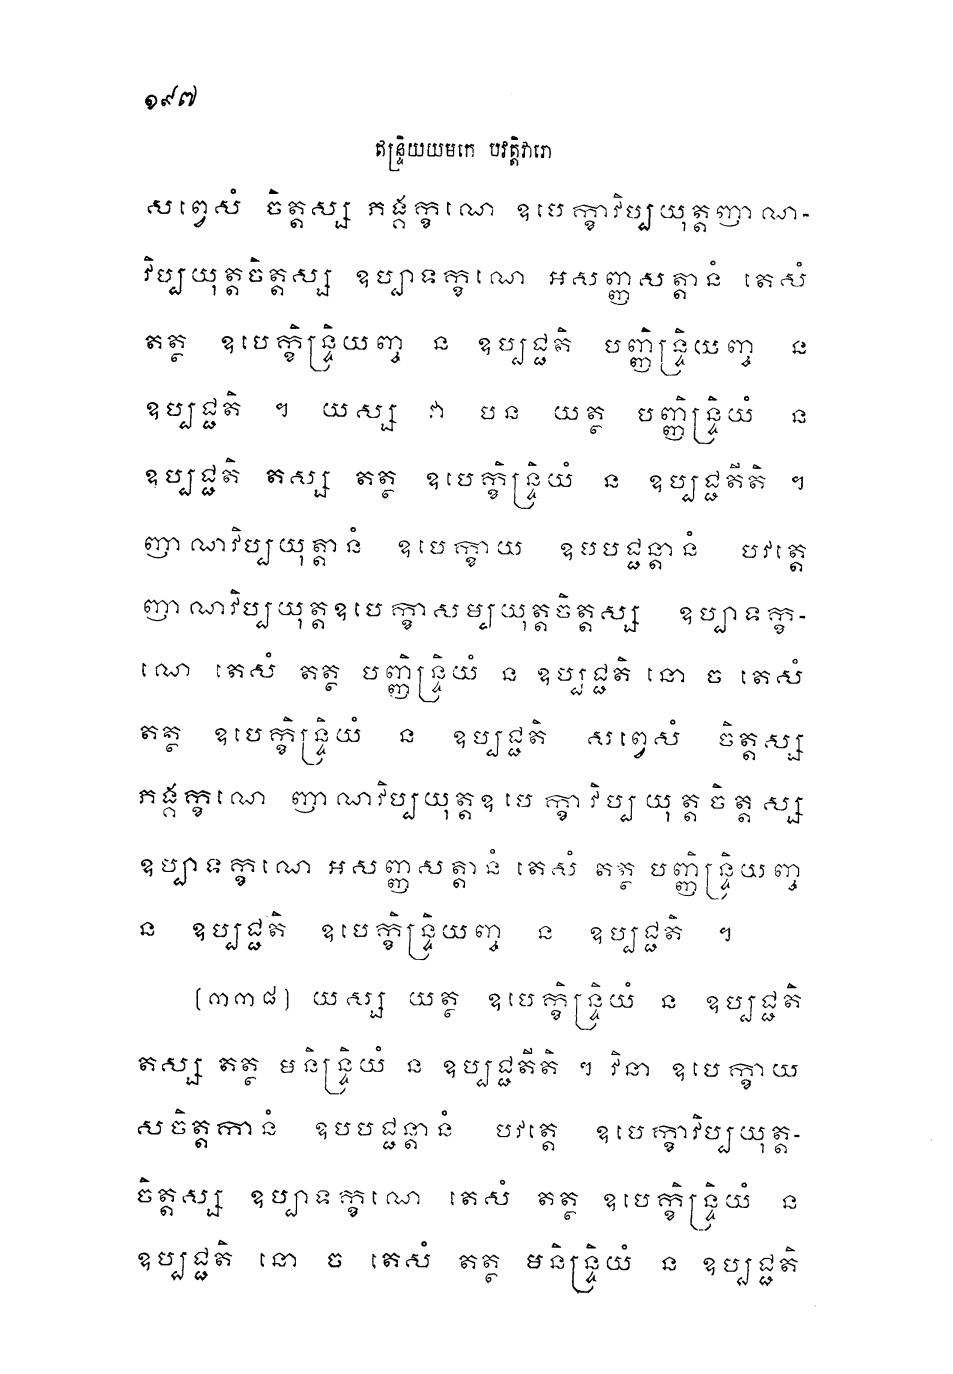 ១៩៧
ឥន្ទ្រិយយមកេ បវត្តិវារោ
សព្វេសំ ចិត្តស្ស ភង្គក្ខណេ ឧបេក្ខាវិប្បយុត្តញាណ-
វិប្បយុត្តចិត្តស្ស ឧប្បាទក្ខណេ អសញ្ញសត្តានំ តេសំ
តត្ថ ឧបេក្ខិន្ទ្រិយញ្ច ន ឧប្បជ្ជតិ បញ្ញិន្ទ្រិយញ្ច ន
ឧប្បជ្ជតិ ។ យស្ស វា បន យត្ថ បញ្ញិន្ទ្រិយំ ន
ឧប្បជ្ជតិ តស្ស តត្ថ ឧបេក្ខិន្ទ្រិយំ ន ឧប្បជ្ជតីតិ ។
ញាណវិប្បយុត្តានំ ឧបេក្ខាយ ឧបបជ្ជន្តានំ បវត្តេ
ញាណវិប្បយុត្តឧបេក្ខាសម្បយុត្តចិត្តស្ស ឧប្បាទក្ខ-
ណេ តេសំ តត្ថ បញ្ញិន្ទ្រិយំ ន ឧប្បជ្ជតិ នោ ច តេសំ
តត្ថ ឧបេក្ខិន្ទ្រិយំ ន ឧប្បជ្ជតិ សព្វេសំ ចិត្តស្ស
ភង្គក្ខណេ ញាណវិប្បយុត្តឧបេក្ខាវិប្បយុត្តចិត្តស្ស
ឧប្បាទក្ខណេ អសញ្ញសត្តានំ តេសំ តត្ថ បញ្ញិន្ទ្រិយញ្ច
ន ឧប្បជ្ជតិ ឧបេក្ខិន្ទ្រិយញ្ច ន ឧប្បជ្ជតិ ។
[៣៣៨] យស្ស យត្ថ ឧបេក្ខិន្ទ្រិយំ ន ឧប្បជ្ជតិ
តស្ស តត្ថ មនិន្ទ្រិយំ ន ឧប្បជ្ជតីតិ ។ វិនា ឧបេក្ខាយ
សចិត្តកានំ ឧបបជ្ជន្តានំ បវត្តេ ឧបេក្ខាវិប្បយុត្ត-
ចិត្តស្ស ឧប្បាទក្ខណេ តេសំ តត្ថ ឧបេក្ខិន្ទ្រិយំ ន
ឧប្បជ្ជតិ នោ ច តេសំ តត្ថ មនិន្ទ្រិយំ ន ឧប្បជ្ជតិ